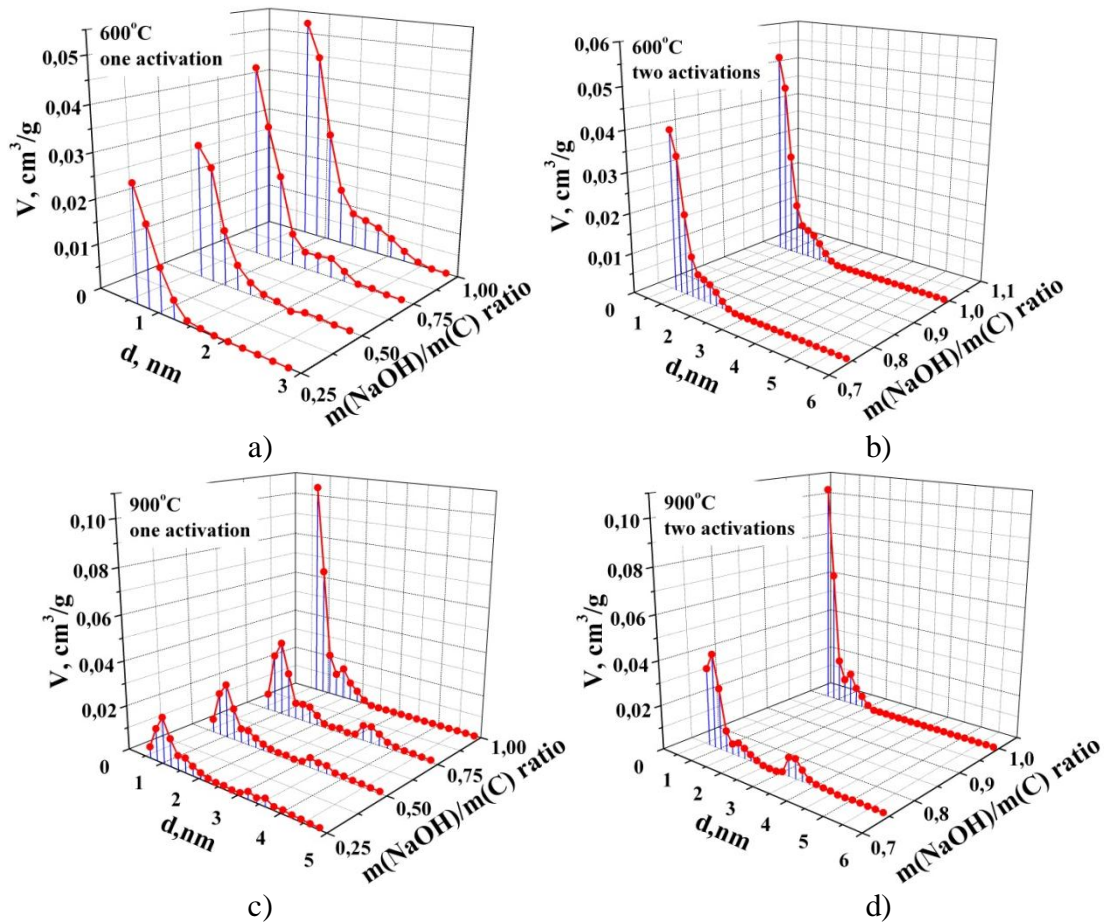 600°C
one activation
0,05
0,04
0,03
0,02
0,01
0
V, cm³/g
1
2
3
d, nm
0,25
0,50
0,75
1,00
m(NaOH)/m(C) ratio
a)
600°C
two activations
0,06
0,05
0,04
0,03
0,02
0,01
0
V, cm³/g
1
2
3
4
5
6
d,nm
0,7
0,8
0,9
1,0
1,1
m(NaOH)/m(C) ratio
b)
900°C
one activation
0,10
0,08
0,06
0,04
0,02
0
V, cm³/g
1
2
3
4
5
d,nm
0,25
0,50
0,75
1,00
m(NaOH)/m(C) ratio
c)
900°C
two activations
0,10
0,08
0,06
0,04
0,02
0
V, cm³/g
1
2
3
4
5
6
d,nm
0,7
0,8
0,9
1,0
m(NaOH)/m(C) ratio
d)